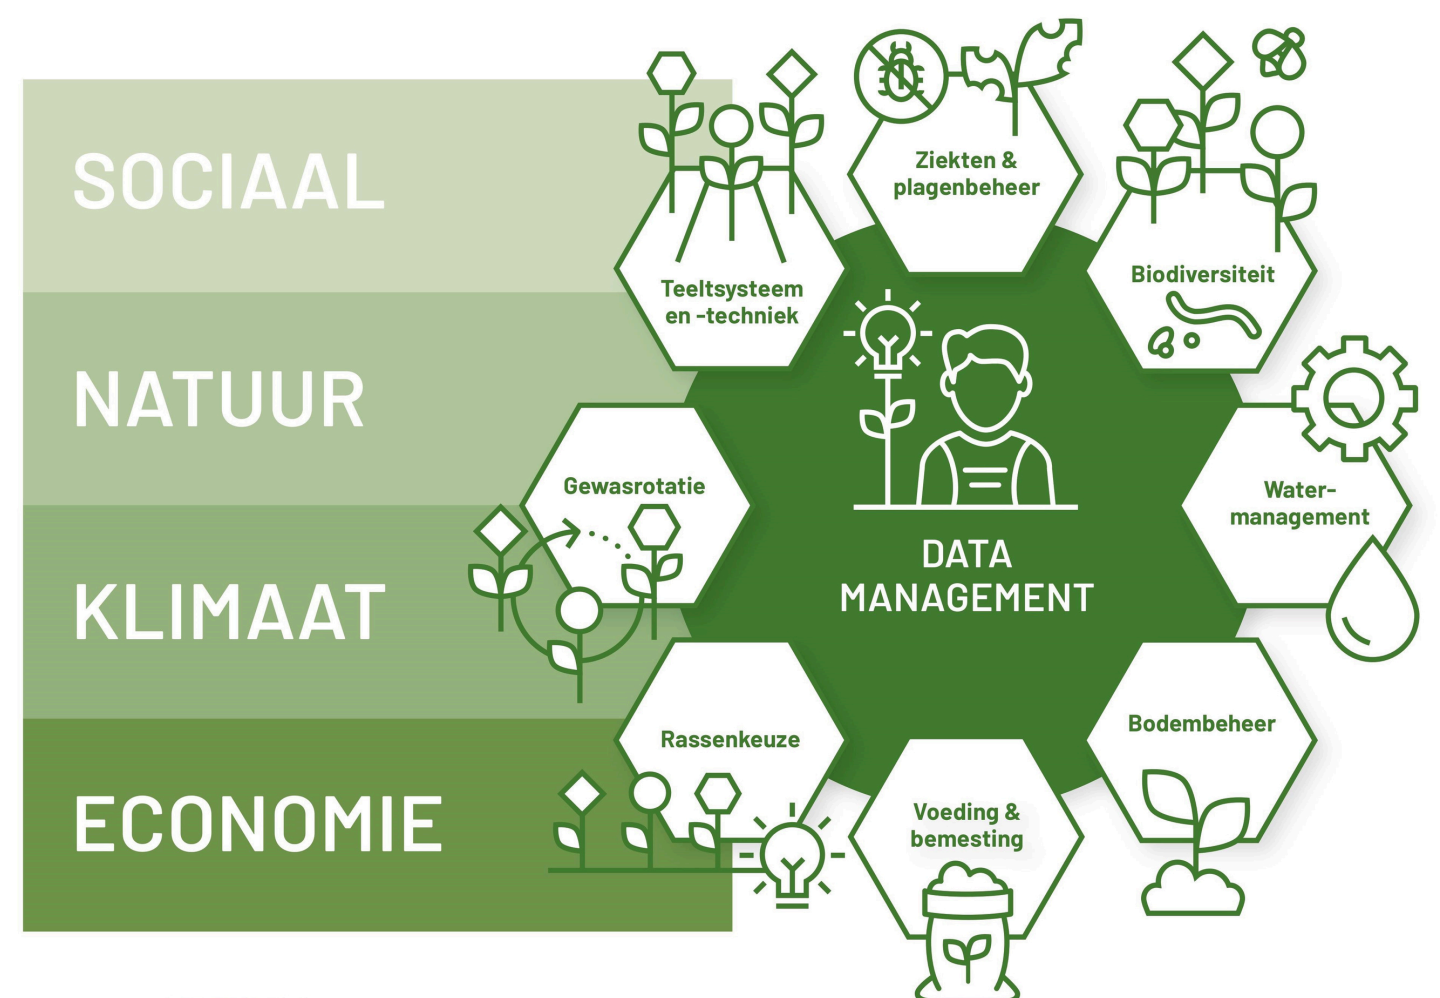 SOCIAAL
NATUUR
KLIMAAT
ECONOMIE
Ziekten &
plagenbeheer
Teeltsysteem
en -techniek
Biodiversiteit
Gewasrotatie
Water-
management
DATA
MANAGEMENT
Rassenkeuze
Bodembeheer
Voeding &
bemesting